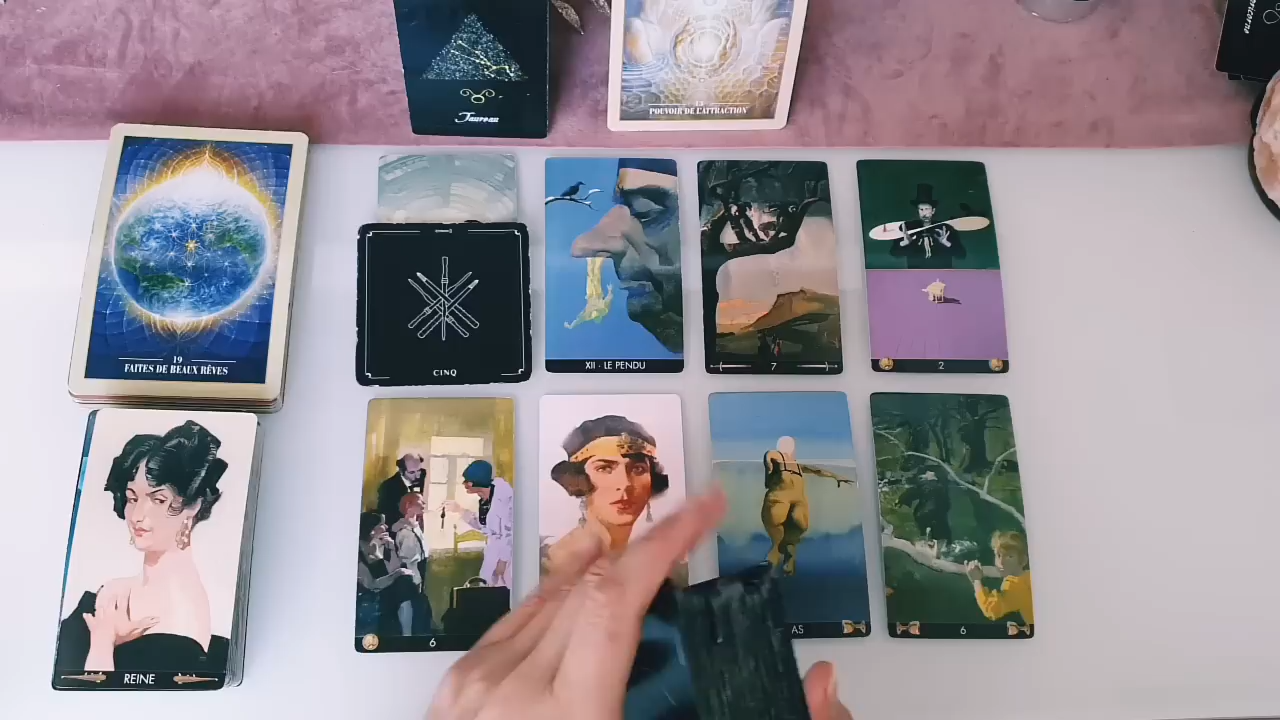 Taureau
13
POUVOIR DE L'ATTRACTION
19
FAITES DE BEAUX RÊVES
CINQ
XII - LE PENDU
7
2
REINE
6
AS
6